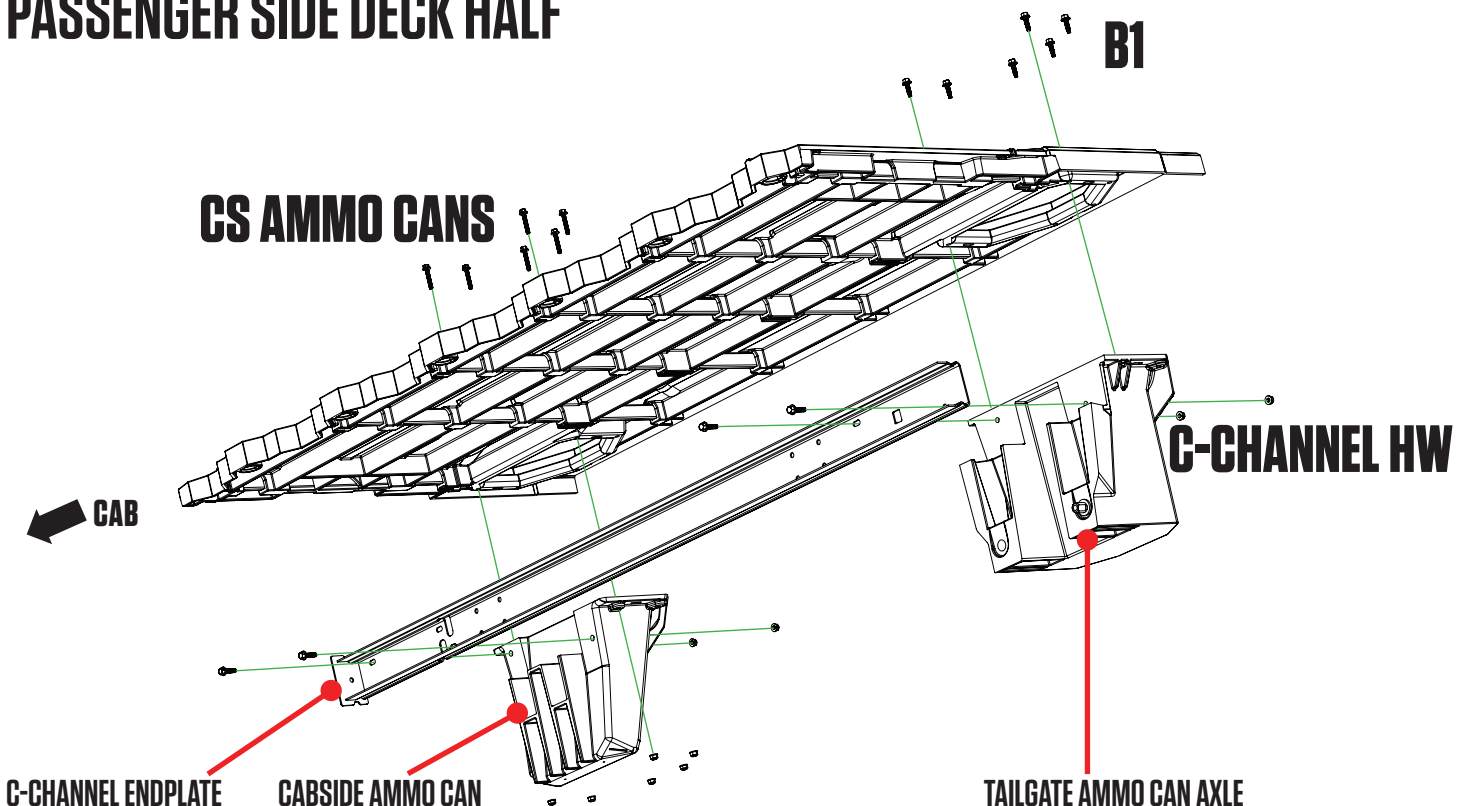 PASSENGER SIDE DECK HALF
B1
CS AMMO CANS
C-CHANNEL HW
CAB
C-CHANNEL ENDPLATE
CABSIDE AMMO CAN
TAILGATE AMMO CAN AXLE